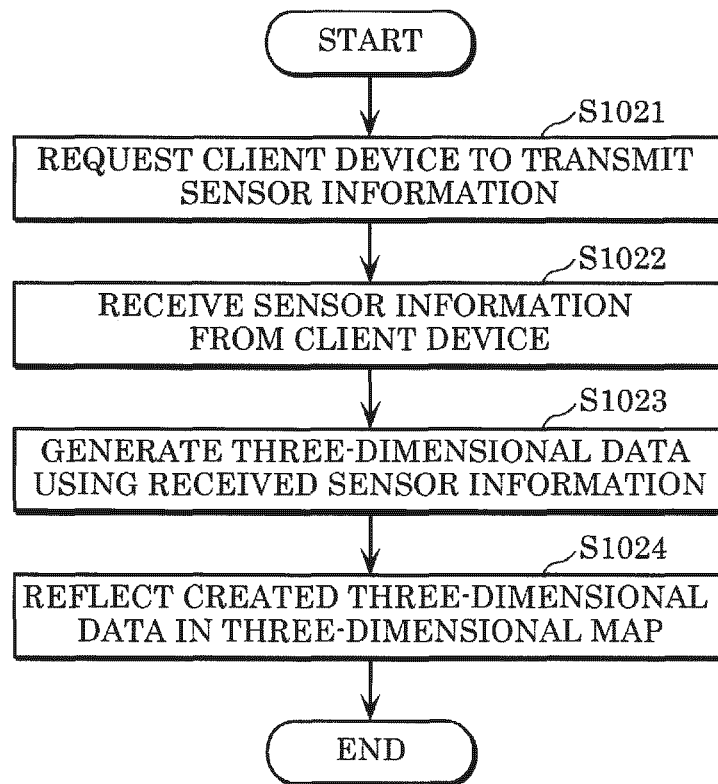 START
S1021
REQUEST CLIENT DEVICE TO TRANSMIT
SENSOR INFORMATION
S1022
RECEIVE SENSOR INFORMATION
FROM CLIENT DEVICE
S1023
GENERATE THREE-DIMENSIONAL DATA
USING RECEIVED SENSOR INFORMATION
S1024
REFLECT CREATED THREE-DIMENSIONAL
DATA IN THREE-DIMENSIONAL MAP
END